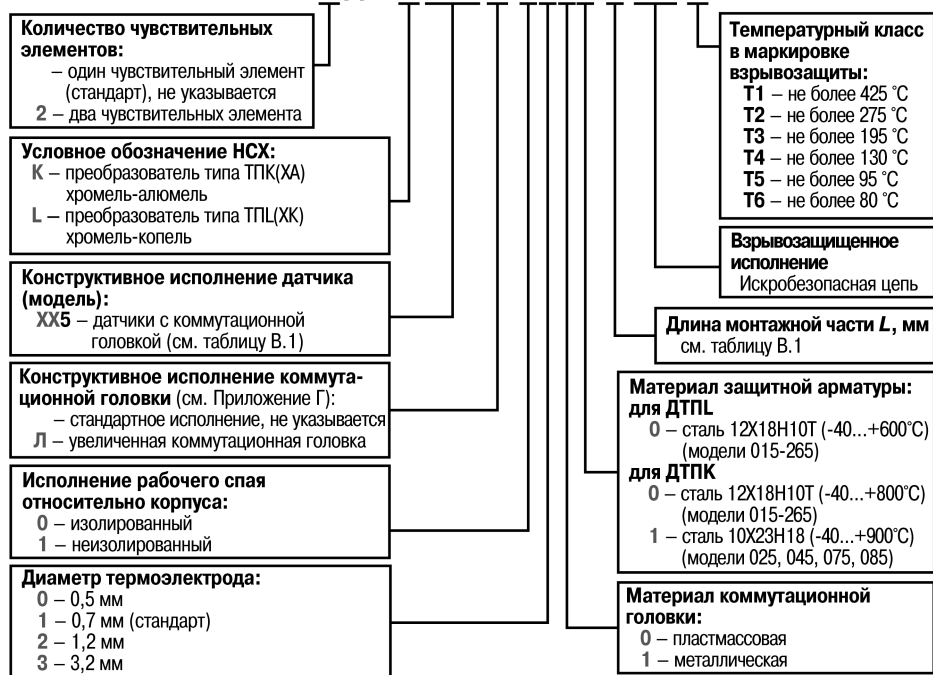 Количество чувствительных
элементов:
– один чувствительный элемент
(стандарт), не указывается
2 – два чувствительных элемента
Условное обозначение НСХ:
K – преобразователь типа ТПК(ХА)
хромель-алюмель
L – преобразователь типа ТПL(ХК)
хромель-копель
Конструктивное исполнение датчика
(модель):
ХХ5 – датчики с коммутационной
головкой (см. таблицу В.1)
Конструктивное исполнение коммута-
ционной головки (см. Приложение Г):
– стандартное исполнение, не указывается
Л – увеличенная коммутационная головка
Исполнение рабочего спая
относительно корпуса:
0 – изолированный
1 – неизолированный
Диаметр термоэлектрода:
0 – 0,5 мм
1 – 0,7 мм (стандарт)
2 – 1,2 мм
3 – 3,2 мм
Температурный класс
в маркировке
взрывозащиты:
Т1 – не более 425 °С
Т2 – не более 275 °С
Т3 – не более 195 °С
Т4 – не более 130 °С
Т5 – не более 95 °С
Т6 – не более 80 °С
Взрывозащищенное
исполнение
Искробезопасная цепь
Длина монтажной части L, мм
см. таблицу В.1
Материал защитной арматуры:
для ДТПL
0 – сталь 12Х18Н10Т (-40...+600°С)
(модели 015-265)
для ДТПК
0 – сталь 12Х18Н10Т (-40...+800°С)
(модели 015-265)
1 – сталь 10Х23Н18 (-40...+900°С)
(модели 025, 045, 075, 085)
Материал коммутационной
головки:
0 – пластмассовая
1 – металлическая